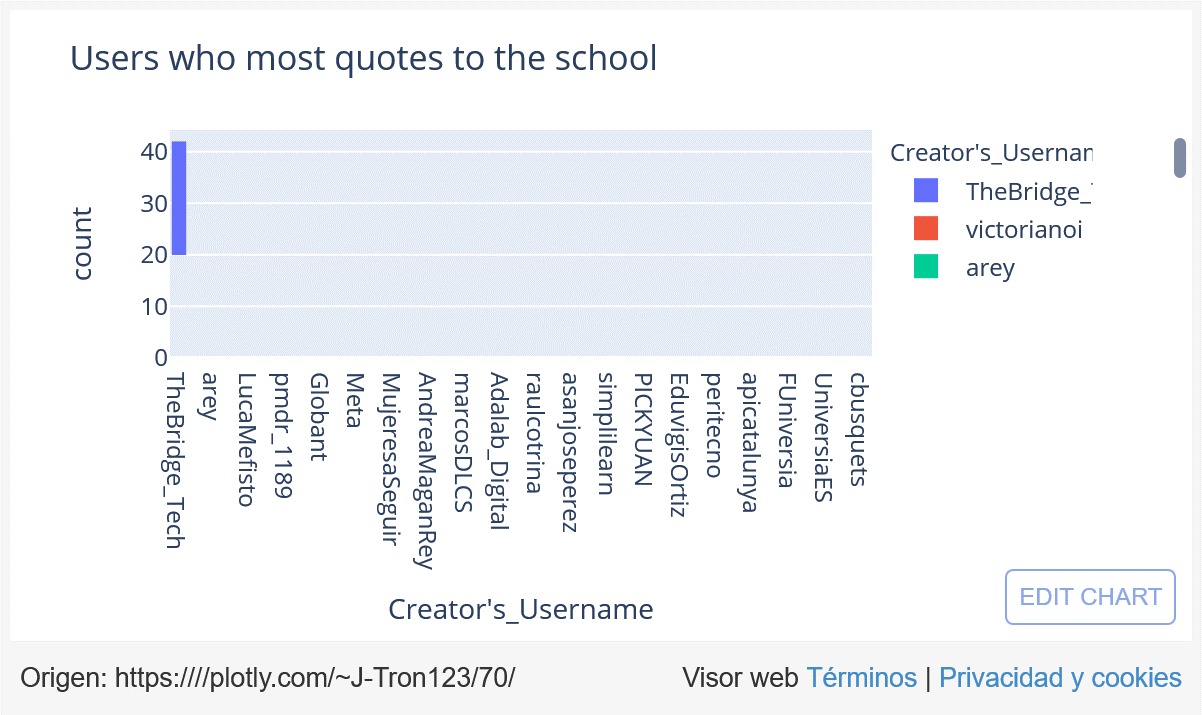 Users who most quotes to the school
40
30
20
10
0
count
TheBridge_Tech
arey
LucaMefisto
pmdr_1189
Globant
Meta
MujeresaSeguir
AndreaMaganRey
marcosDLCS
Adalab_Digital
raulcotrina
asanjoseperez
simplilearn
PICKYUAN
EduvigisOrtiz
peritecno
apicatalunya
FUniversia
UniversiaES
cbusquets
Creator's_Username
Creator's_Usernam
TheBridge_
victorianoi
arey
EDIT CHART
Origen: https:////plotly.com/~J-Tron123/70/
Visor web Términos | Privacidad y cookies